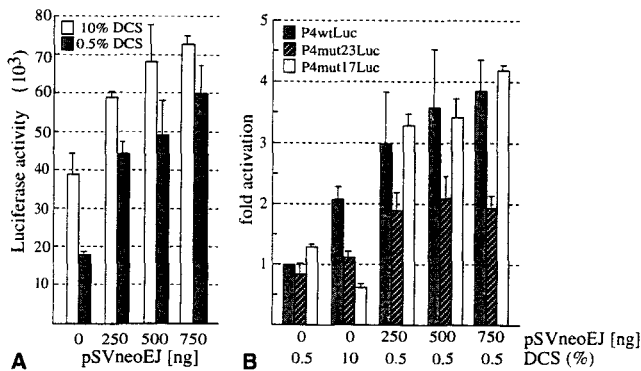 80
70
60
50
40
30
20
10
Luciferase activity (10³)
10% DCS
0.5% DCS
0 250 500 750
pSVneoEJ [ng]
A
5
4
3
2
1
fold activation
P4wtLuc
P4mut23Luc
P4mut17Luc
0 0 250 500 750 pSVneoEJ [ng]
0.5 10 0.5 0.5 0.5 DCS (%)
B